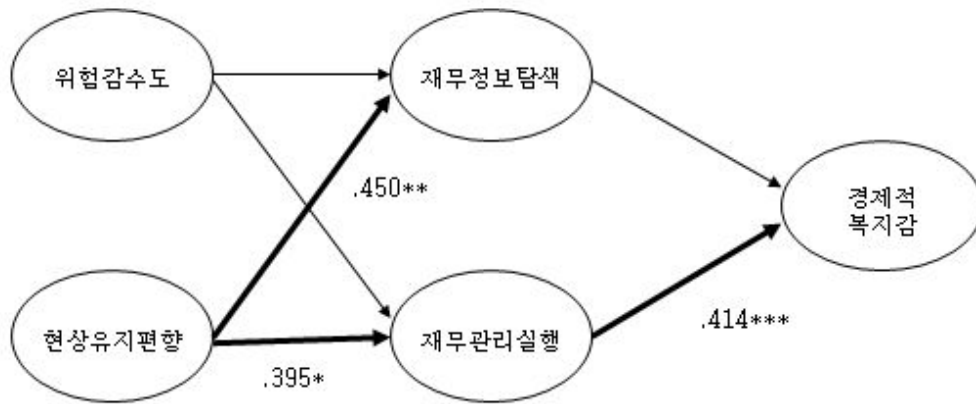 위험감수도
재무정보탐색
.450**
경제적
복지감
현상유지편향
재무관리실행
.395*
.414***